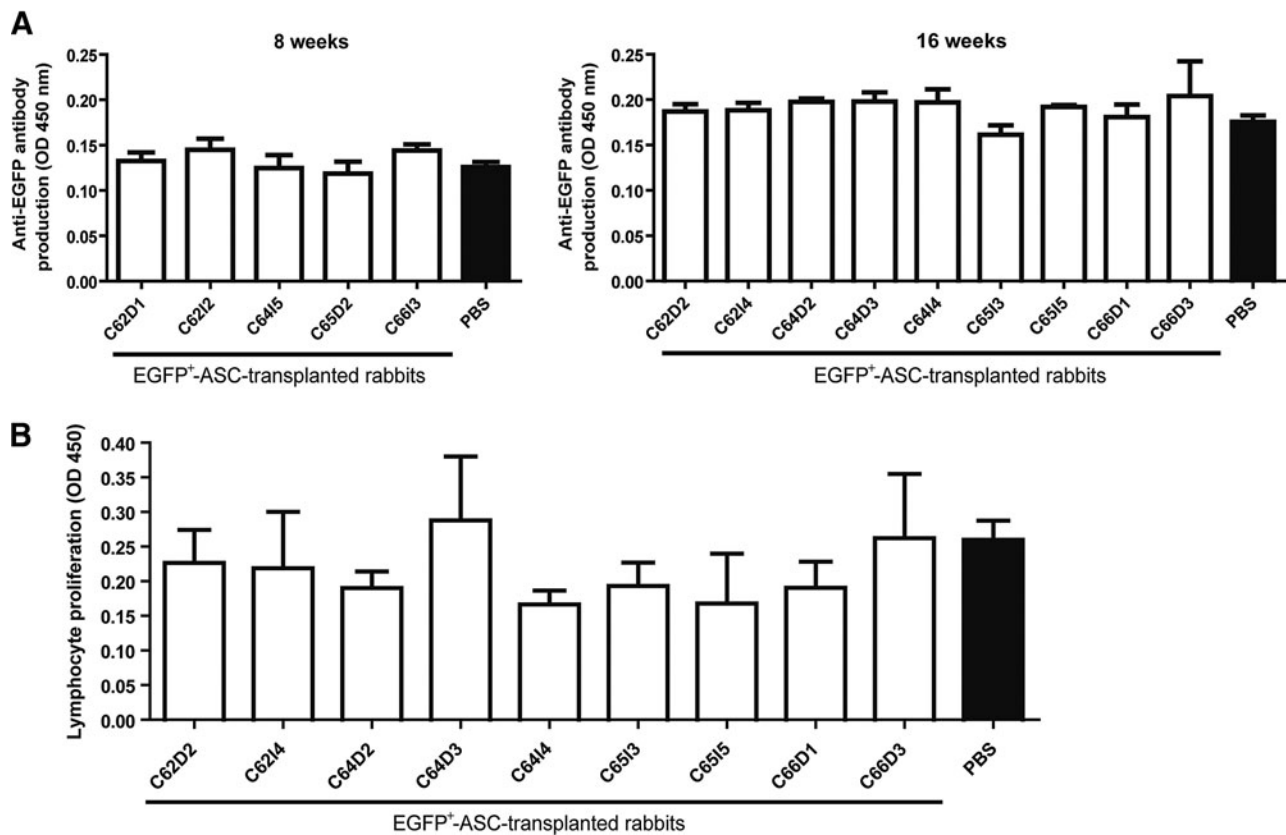 A
8 weeks
Anti-EGFP antibody
production (OD 450 nm)
0.25
0.20
0.15
0.10
0.05
0.00
C62D1
C62I2
C64I5
C65D2
C66I3
PBS
EGFP⁺-ASC-transplanted rabbits
16 weeks
Anti-EGFP antibody
production (OD 450 nm)
0.25
0.20
0.15
0.10
0.05
0.00
C62D2
C62I4
C64D2
C64D3
C64I4
C65I3
C65I5
C66D1
C66D3
PBS
EGFP⁺-ASC-transplanted rabbits
B
Lymphocyte proliferation (OD 450)
0.40
0.35
0.30
0.25
0.20
0.15
0.10
0.05
0.00
C62D2
C62I4
C64D2
C64D3
C64I4
C65I3
C65I5
C66D1
C66D3
PBS
EGFP⁺-ASC-transplanted rabbits